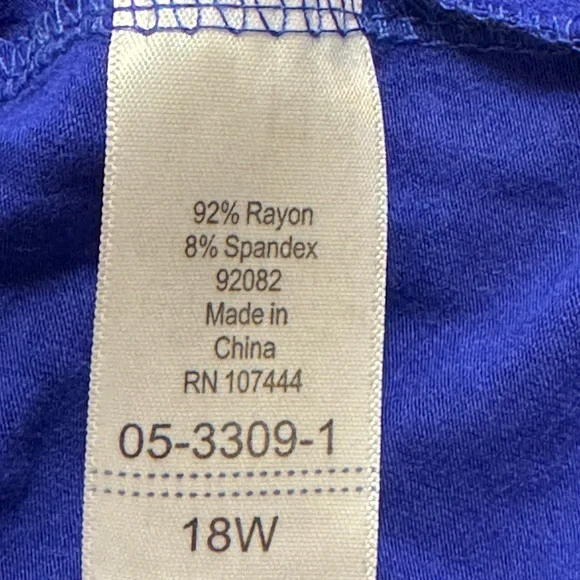 92% Rayon
8% Spandex
92082
Made in
China
RN 107444
05-3309-1
18W